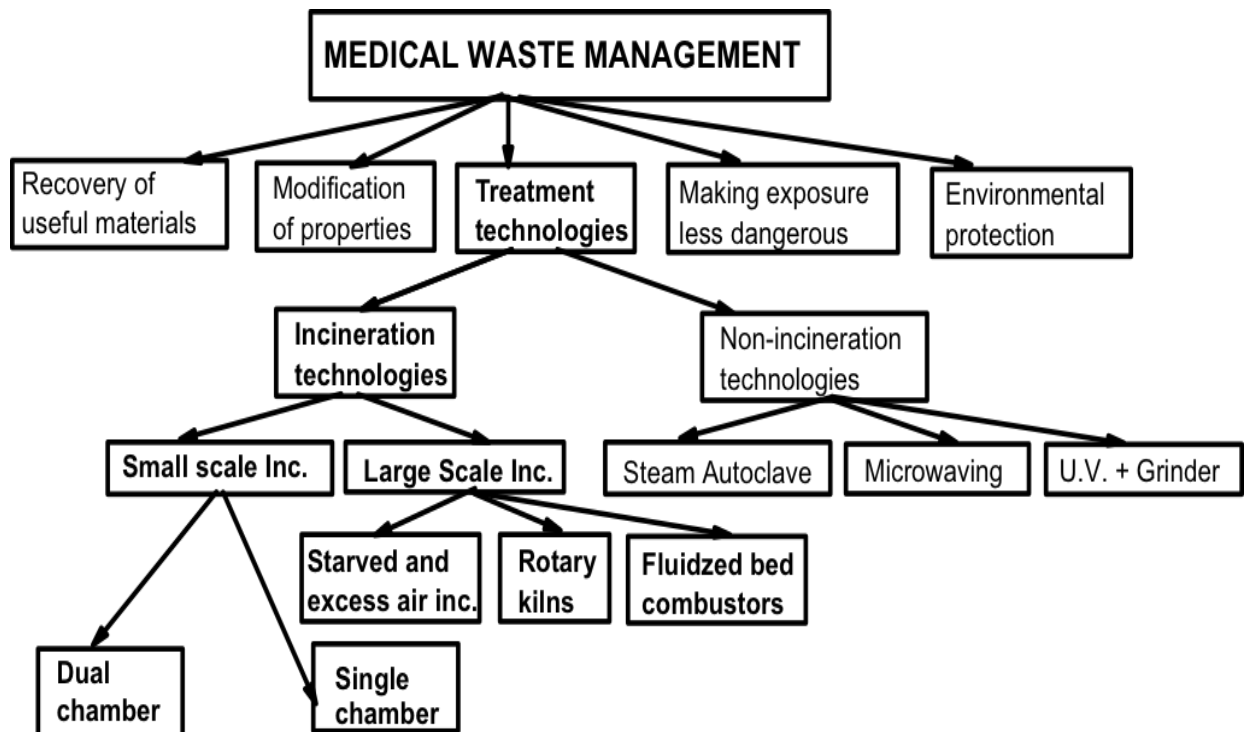 MEDICAL WASTE MANAGEMENT
Recovery of
useful materials
Modification
of properties
Treatment
technologies
Making exposure
less dangerous
Environmental
protection
Incineration
technologies
Non-incineration
technologies
Small scale Inc.
Large Scale Inc.
Steam Autoclave
Microwaving
U.V. + Grinder
Starved and
excess air inc.
Rotary
kilns
Fluidzed bed
combustors
Dual
chamber
Single
chamber